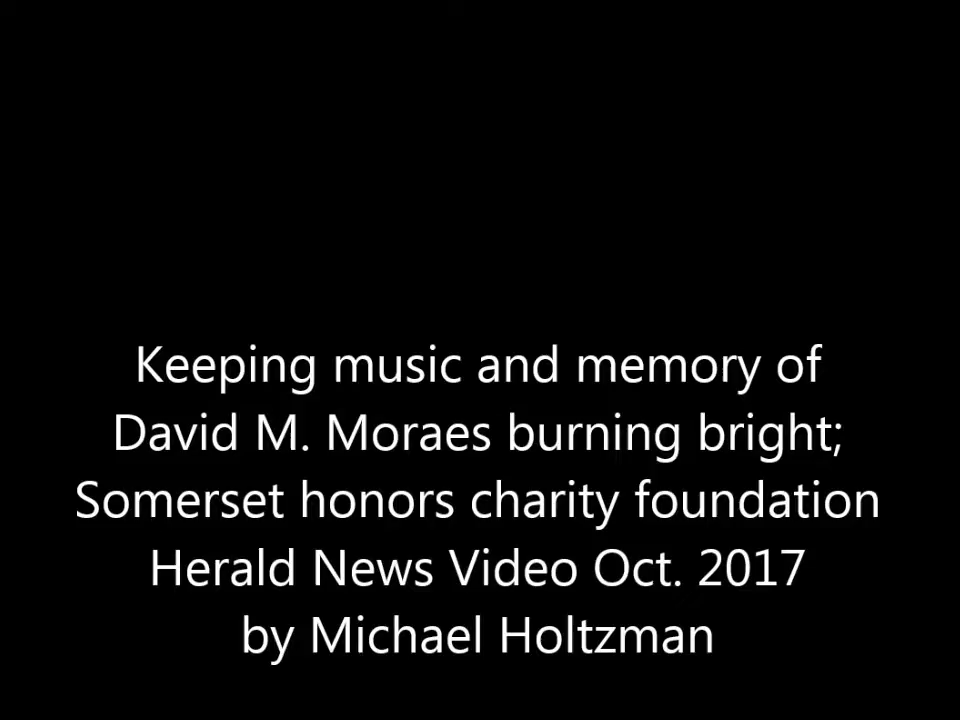 Keeping music and memory of
David M. Moraes burning bright;
Somerset honors charity foundation
Herald News Video Oct. 2017
by Michael Holtzman